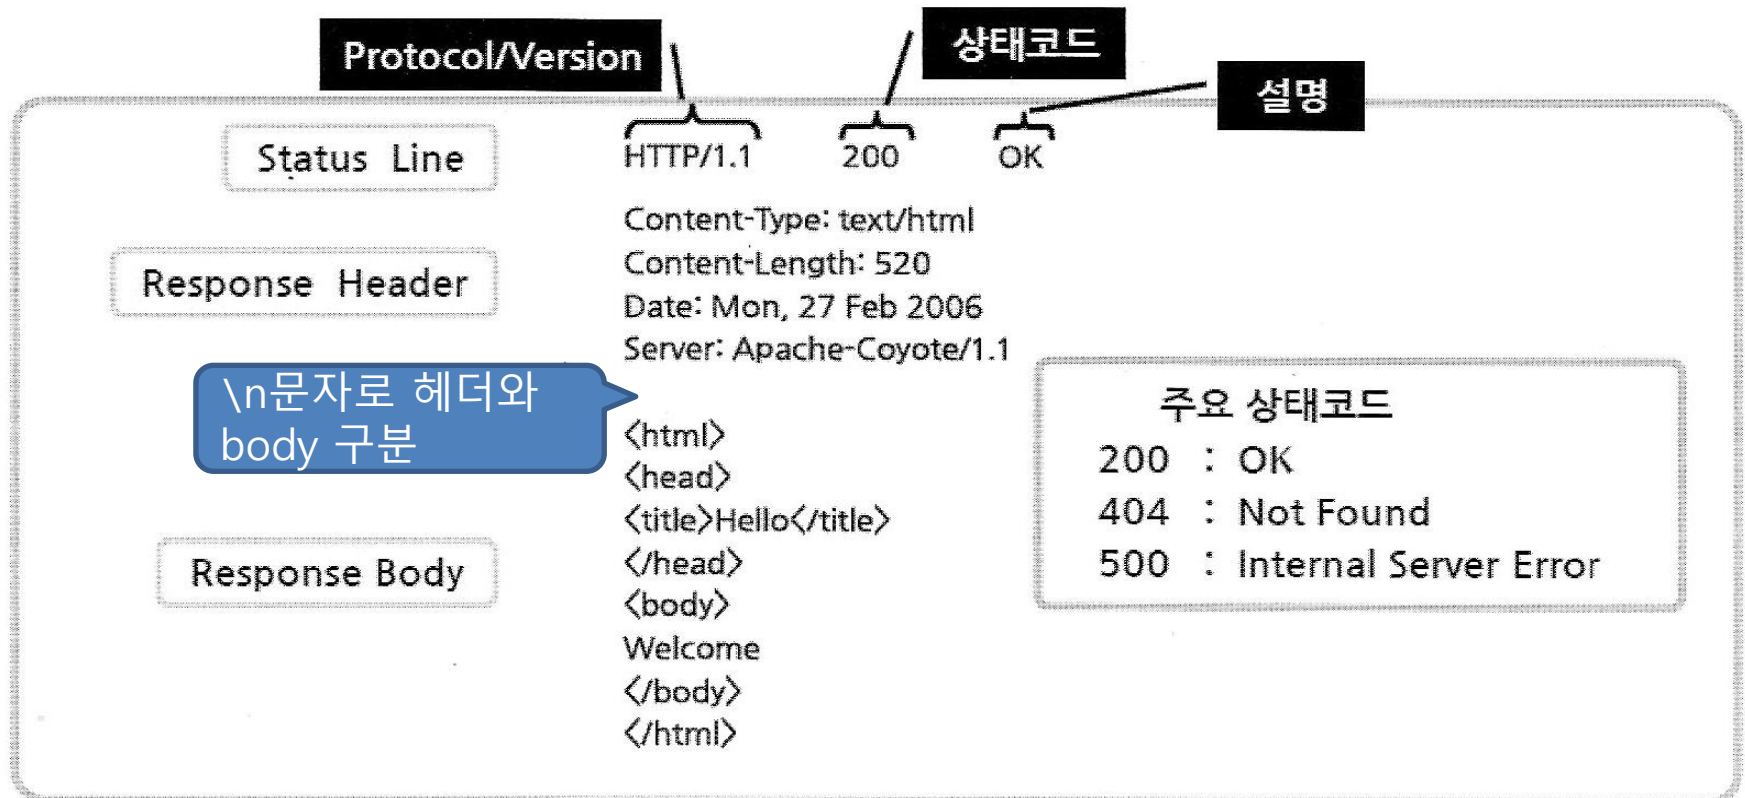 Protocol/Version
상태코드
설명
Status Line
HTTP/1.1 200 OK
Response Header
Content-Type: text/html
Content-Length: 520
Date: Mon, 27 Feb 2006
Server: Apache-Coyote/1.1
\n문자로 헤더와
body 구분
Response Body
<html>
<head>
<title>Hello</title>
</head>
<body>
Welcome
</body>
</html>
주요 상태코드
200 : OK
404 : Not Found
500 : Internal Server Error